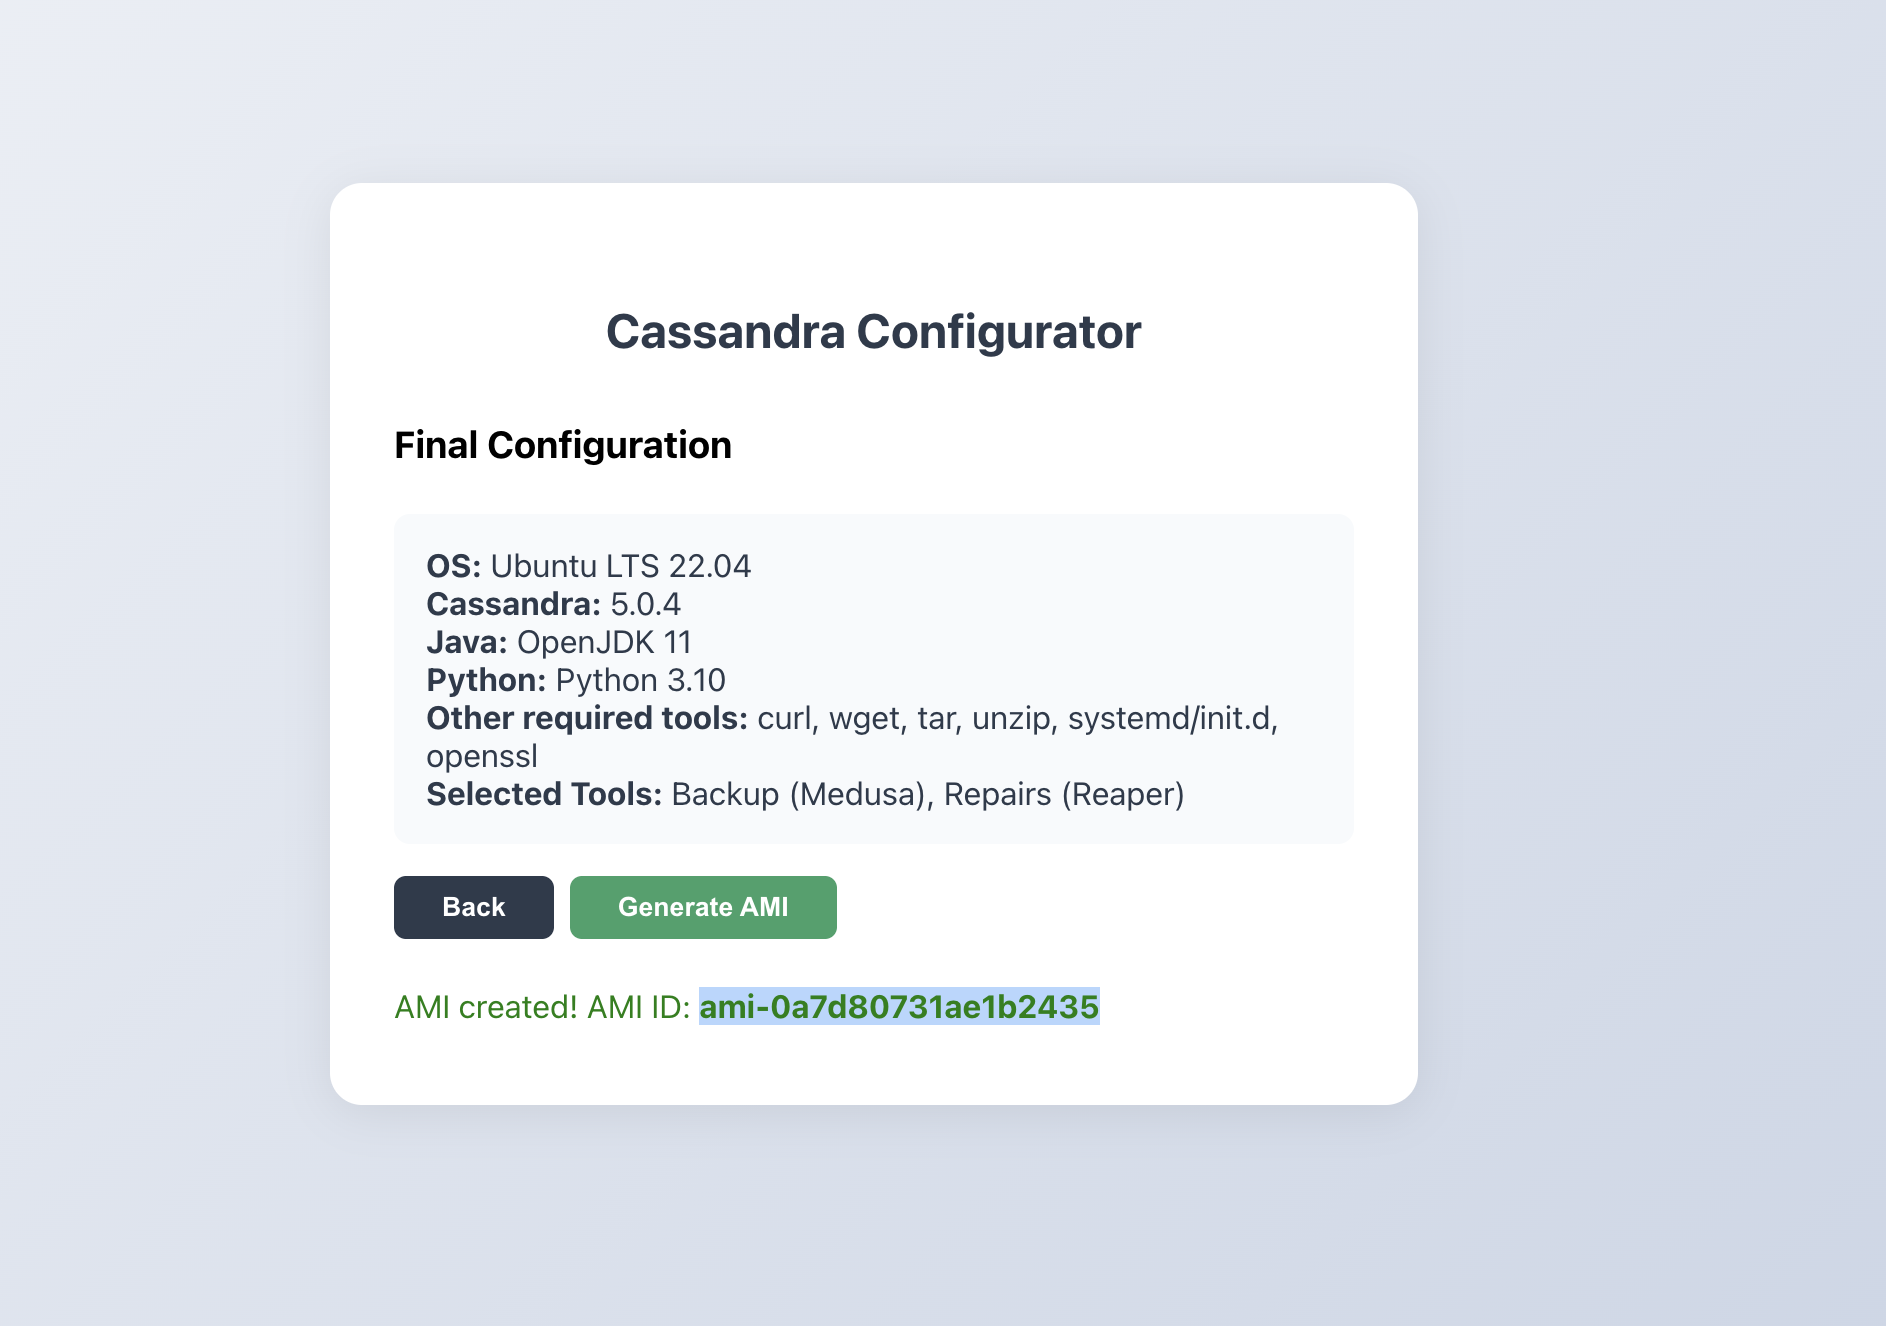 Cassandra Configurator
Final Configuration
OS: Ubuntu LTS 22.04
Cassandra: 5.0.4
Java: OpenJDK 11
Python: Python 3.10
Other required tools: curl, wget, tar, unzip, systemd/init.d,
openssl
Selected Tools: Backup (Medusa), Repairs (Reaper)
Back
Generate AMI
AMI created! AMI ID: ami-0a7d80731ae1b2435